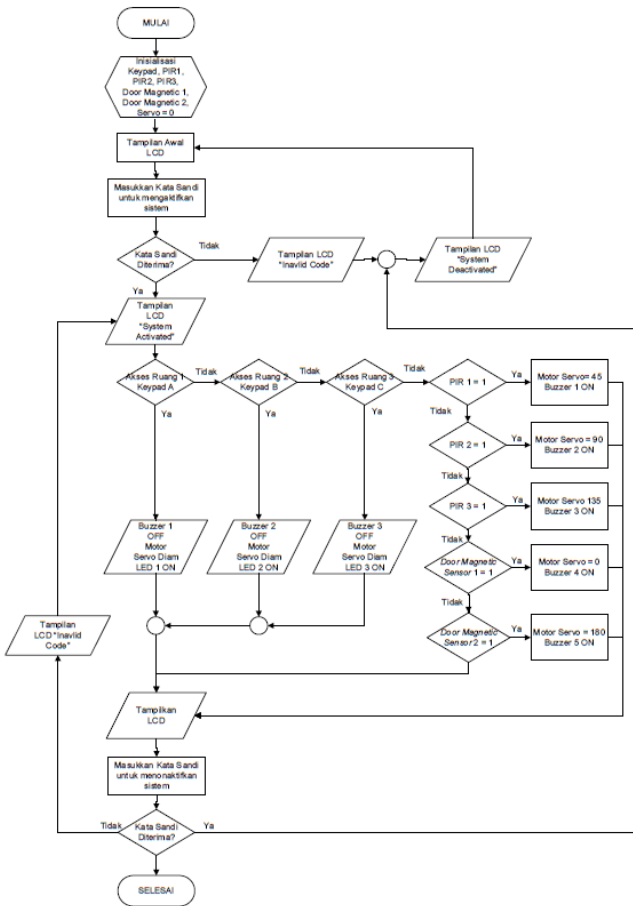 MULAI
Inisialisasi
Keypad, PIR1,
PIR2, PIR3,
Door Magnetic 1,
Door Magnetic 2,
Servo = 0
Tampilan Awal
LCD
Masukkan Kata Sandi
untuk mengaktifkan
sistem
Kata Sandi
Diterima?
Tidak
Tampilan LCD
"Inavlid Code"
Tampilan LCD
"System
Deactivated"
Ya
Tampilan
LCD
"System
Activated"
Akses Ruang 1
Keypad A
Tidak
Akses Ruang 2
Keypad B
Tidak
Akses Ruang 3
Keypad C
Tidak
PIR 1 = 1
Ya
Motor Servo= 45
Buzzer 1 ON
Ya
Ya
Ya
Tidak
PIR 2 = 1
Ya
Motor Servo = 90
Buzzer 2 ON
Tidak
PIR 3 = 1
Ya
Motor Servo 135
Buzzer 3 ON
Tidak
Buzzer 1
OFF
Motor
Servo Diam
LED 1 ON
Buzzer 2
OFF
Motor
Servo Diam
LED 2 ON
Buzzer 3
OFF
Motor
Servo Diam
LED 3 ON
Door Magnetic
Sensor 1 = 1
Ya
Motor Servo = 0
Buzzer 4 ON
Tidak
Door Magnetic
Sensor 2 = 1
Ya
Motor Servo = 180
Buzzer 5 ON
Tampilan
LCD "Inavlid
Code"
Tampilkan
LCD
Masukkan Kata Sandi
untuk menonaktifkan
sistem
Tidak
Kata Sandi
Diterima?
Ya
SELESAI